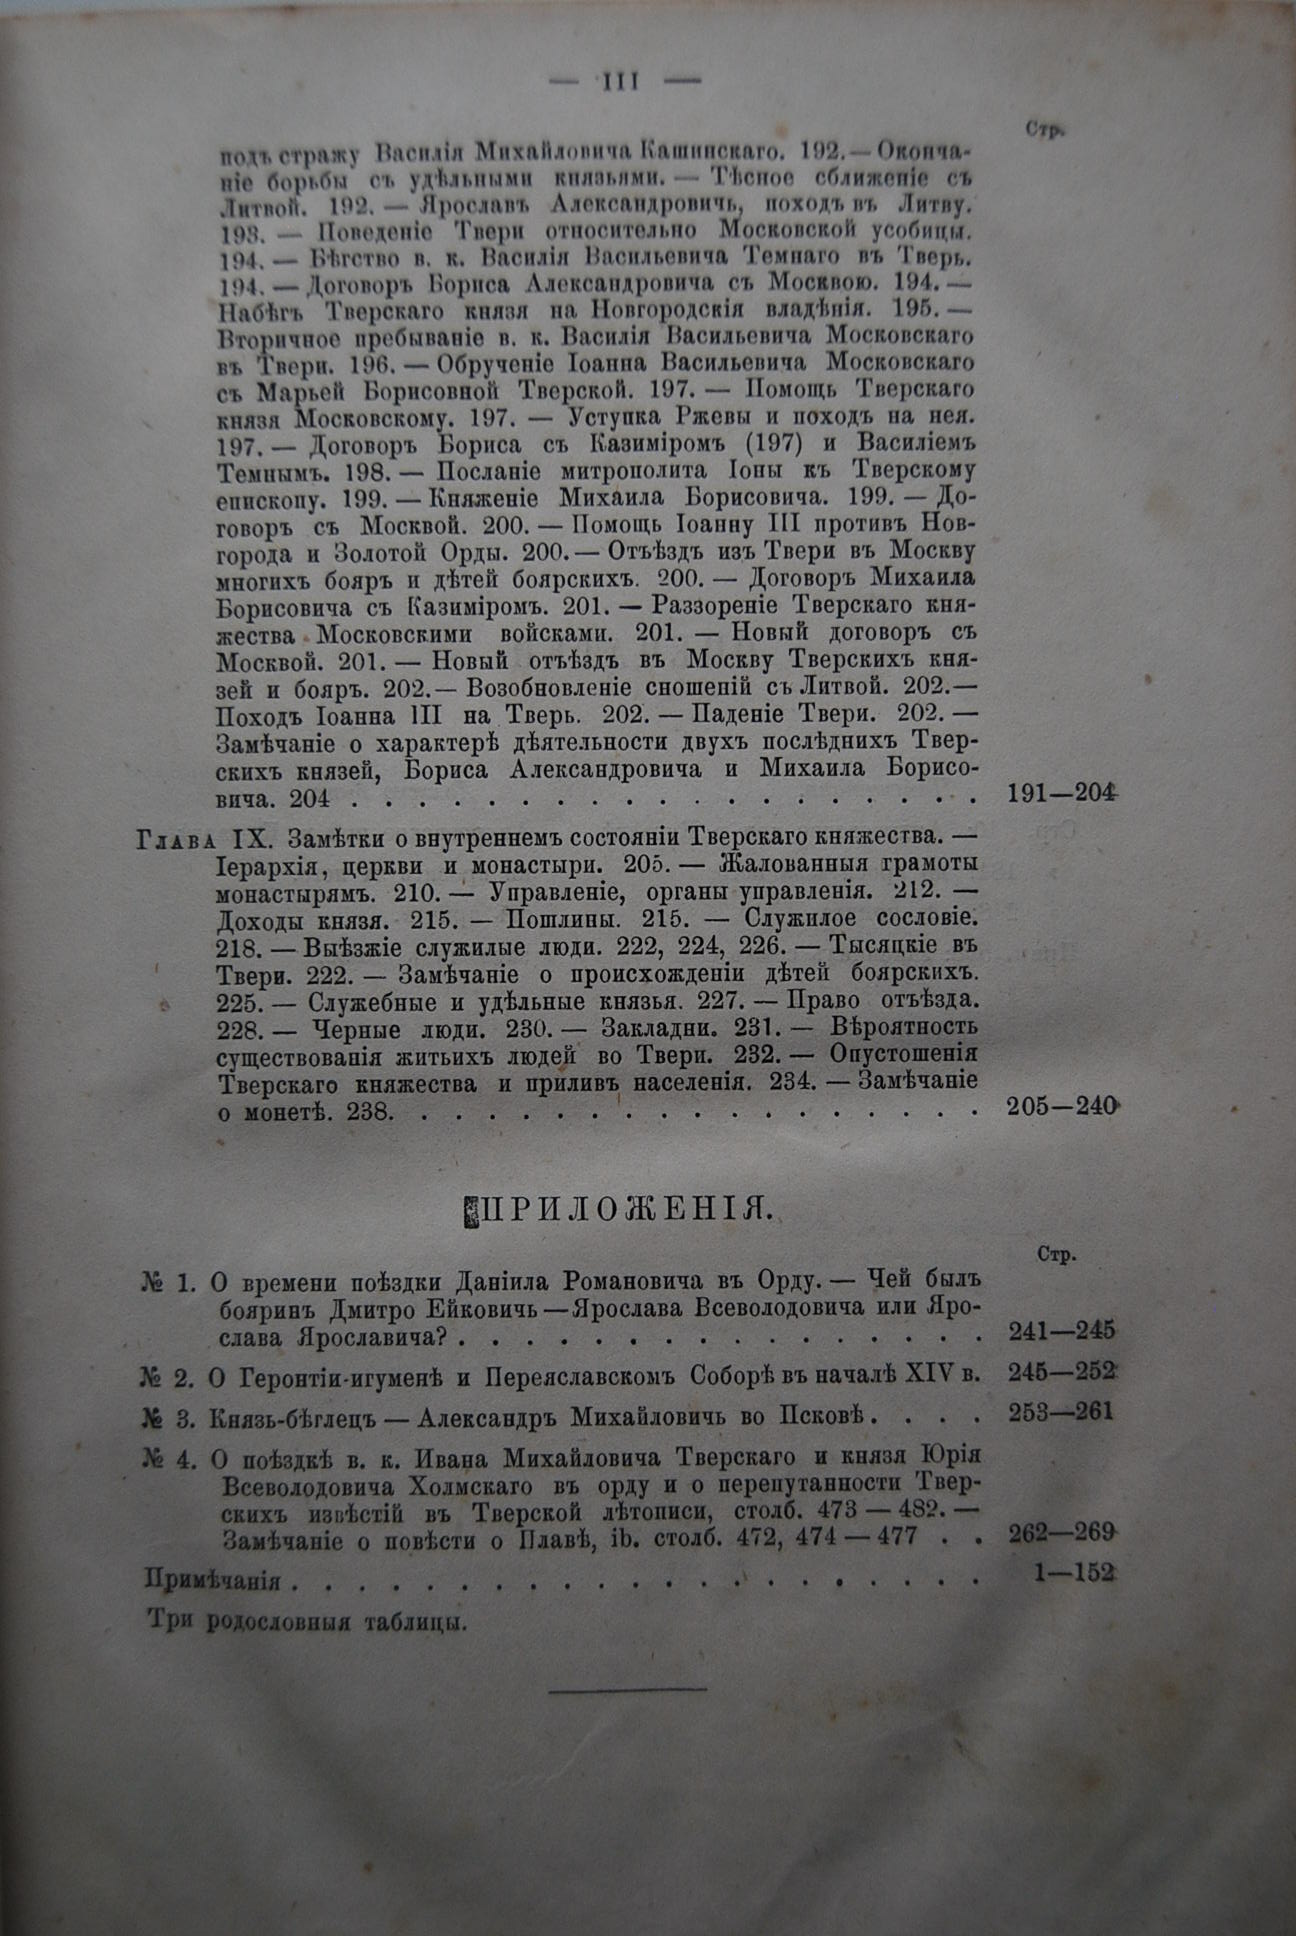 — III —
Стр.
подъ стражу Василія Михайловича Кашинскаго. 192. — Оконча-
ніе борьбы съ удѣльными князьями. — Тѣсное сближеніе съ
Литвой. 192. — Ярославъ Александровичь, походъ въ Литву.
193. — Поведеніе Твери относительно Московской усобицы.
194. — Бѣгство в. к. Василія Васильевича Темнаго въ Тверь.
194. — Договоръ Бориса Александровича съ Москвою. 194. —
Набѣгъ Тверскаго князя на Новгородскія владѣнія. 195. —
Вторичное пребываніе в. к. Василія Васильевича Московскаго
въ Твери. 196. — Обрученіе Іоанна Васильевича Московскаго
съ Марьей Борисовной Тверской. 197. — Помощь Тверскаго
князя Московскому. 197. — Уступка Ржевы и походъ на нея.
197. — Договоръ Бориса съ Казиміромъ (197) и Василіемъ
Темнымъ. 198. — Посланіе митрополита Іоны къ Тверскому
епископу. 199. — Княженіе Михаила Борисовича. 199. — До-
говоръ съ Москвой. 200. — Помощь Іоанну III противъ Нов-
города и Золотой Орды. 200. — Отъѣздъ изъ Твери въ Москву
многихъ бояръ и дѣтей боярскихъ. 200. — Договоръ Михаила
Борисовича съ Казиміромъ. 201. — Раззореніе Тверскаго кня-
жества Московскими войсками. 201. — Новый договоръ съ
Москвой. 201. — Новый отъѣздъ въ Москву Тверскихъ кня-
зей и бояръ. 202. — Возобновленіе сношеній съ Литвой. 202. —
Походъ Іоанна III на Тверь. 202. — Паденіе Твери. 202. —
Замѣчаніе о характерѣ дѣятельности двухъ послѣднихъ Твер-
скихъ князей, Бориса Александровича и Михаила Борисо-
вича. 204 . . . . . . . . . . . . . . . . . . . 191—204
Глава IX. Замѣтки о внутреннемъ состояніи Тверскаго княжества. —
Іерархія, церкви и монастыри. 205. — Жалованныя грамоты
монастырямъ. 210. — Управленіе, органы управленія. 212. —
Доходы князя. 215. — Пошлины. 215. — Служилое сословіе.
218. — Выѣзжіе служилые люди. 222, 224, 226. — Тысяцкіе въ
Твери. 222. — Замѣчаніе о происхожденіи дѣтей боярскихъ.
225. — Служебные и удѣльные князья. 227. — Право отъѣзда.
228. — Черные люди. 230. — Закладни. 231. — Вѣроятность
существованія житьихъ людей во Твери. 232. — Опустошенія
Тверскаго княжества и приливъ населенія. 234. — Замѣчаніе
о монетѣ. 238. . . . . . . . . . . . . . . . . . 205—240
ПРИЛОЖЕНІЯ.
Стр.
№ 1. О времени поѣздки Даніила Романовича въ Орду. — Чей былъ
бояринъ Дмитро Ейковичь — Ярослава Всеволодовича или Яро-
слава Ярославича? . . . . . . . . . . . . . . . . 241—245
№ 2. О Геронтіи-игуменѣ и Переяславскомъ Соборѣ въ началѣ XIV в. 245—252
№ 3. Князь-бѣглецъ — Александръ Михайловичь во Псковѣ. . . . 253—261
№ 4. О поѣздкѣ в. к. Ивана Михайловича Тверскаго и князя Юрія
Всеволодовича Холмскаго въ орду и о перепутанности Твер-
скихъ извѣстій въ Тверской лѣтописи, столб. 473 — 482. —
Замѣчаніе о повѣсти о Плавѣ, ib. столб. 472, 474 — 477 . . 262—269
Примѣчанія . . . . . . . . . . . . . . . . . . . 1—152
Три родословныя таблицы.